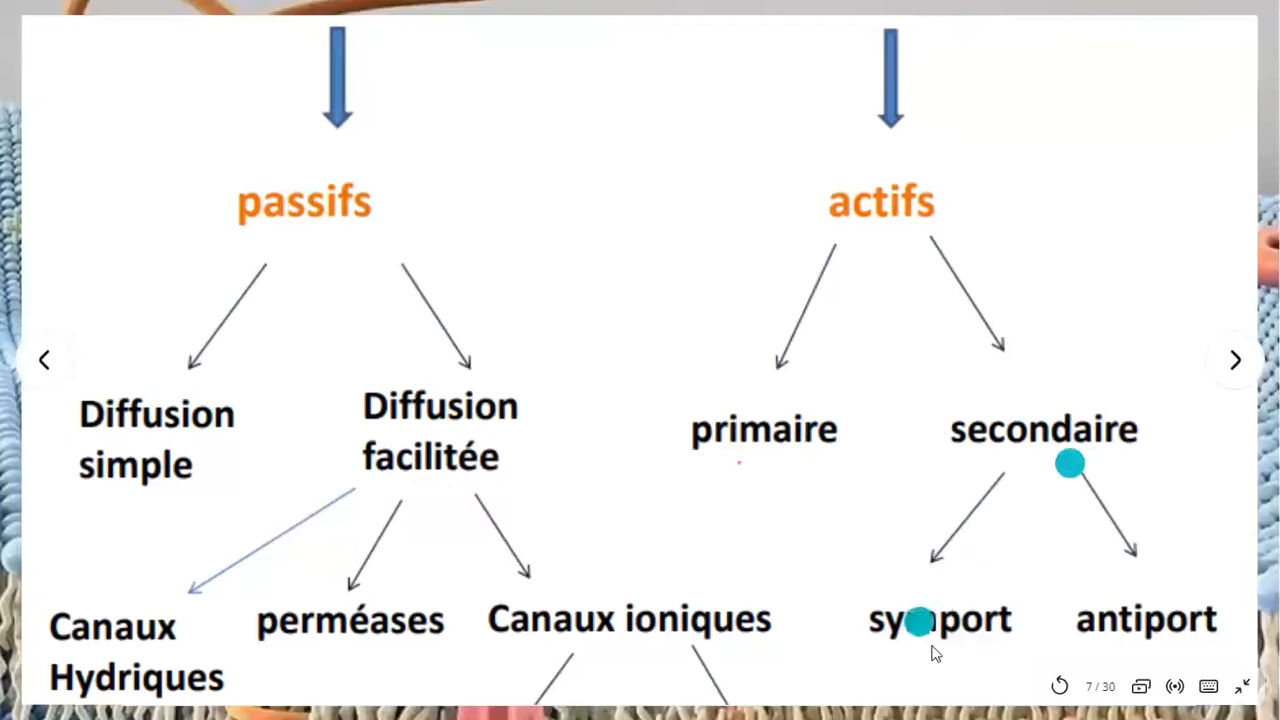 passifs
actifs
Diffusion
simple
Diffusion
facilitée
primaire
secondaire
Canaux
Hydriques
perméases
Canaux ioniques
symport
antiport
7 / 30